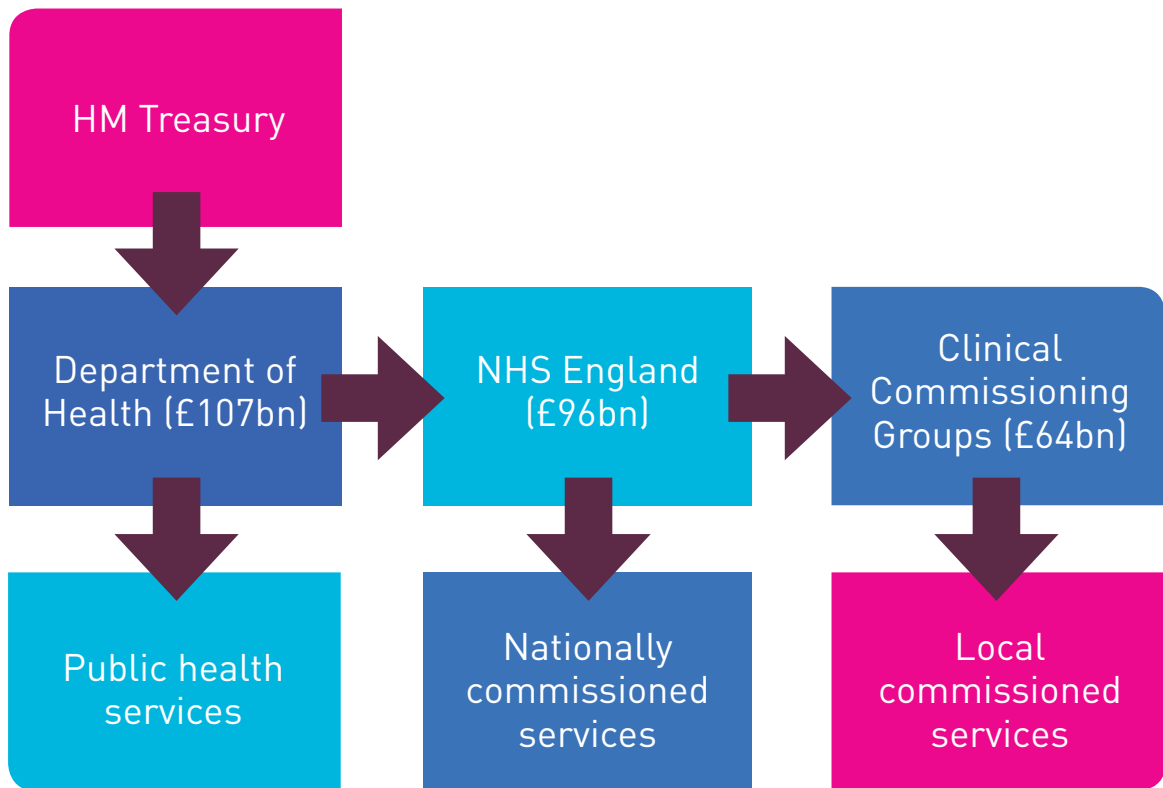 HM Treasury
Department of
Health (£107bn)
NHS England
(£96bn)
Clinical
Commissioning
Groups (£64bn)
Public health
services
Nationally
commissioned
services
Local
commissioned
services